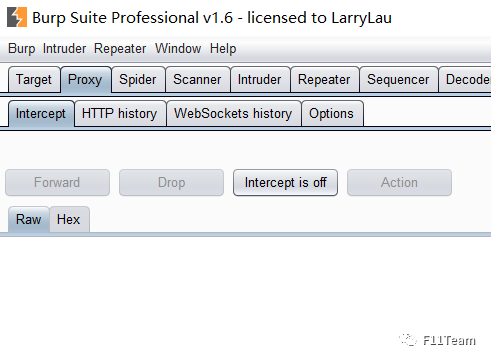 Burp Suite Professional v1.6 - licensed to LarryLau
Burp Intruder Repeater Window Help
Target Proxy Spider Scanner Intruder Repeater Sequencer Decoder
Intercept HTTP history WebSockets history Options
Forward Drop Intercept is off Action
Raw Hex
F11Team